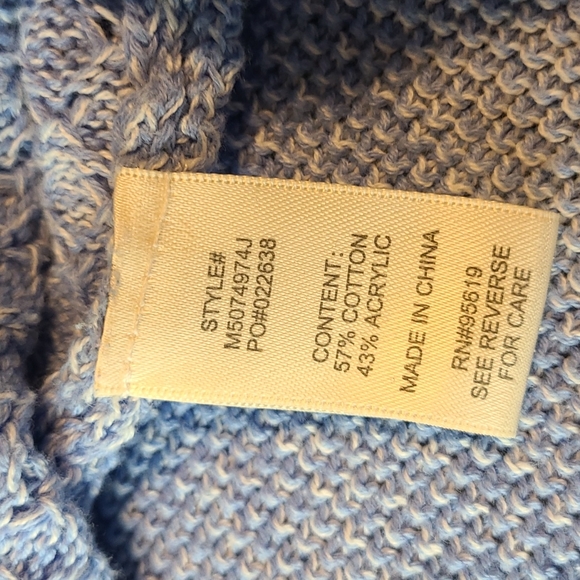 STYLE#
M5074974J
PO#022638
CONTENT:
57% COTTON
43% ACRYLIC
MADE IN CHINA
RN#95619
SEE REVERSE
FOR CARE